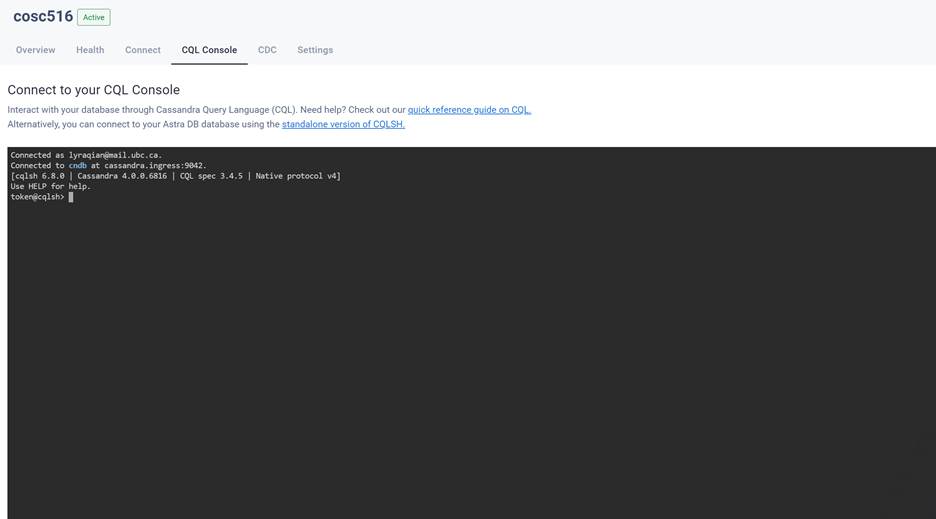 cosc516 Active
Overview Health Connect CQL Console CDC Settings
Connect to your CQL Console
Interact with your database through Cassandra Query Language (CQL). Need help? Check out our quick reference guide on CQL.
Alternatively, you can connect to your Astra DB database using the standalone version of CQLSH.
Connected as lyraqian@mail.ubc.ca.
Connected to cndb at cassandra.ingress:9042.
[cqlsh 6.8.0 | Cassandra 4.0.0.6816 | CQL spec 3.4.5 | Native protocol v4]
Use HELP for help.
token@cqlsh>